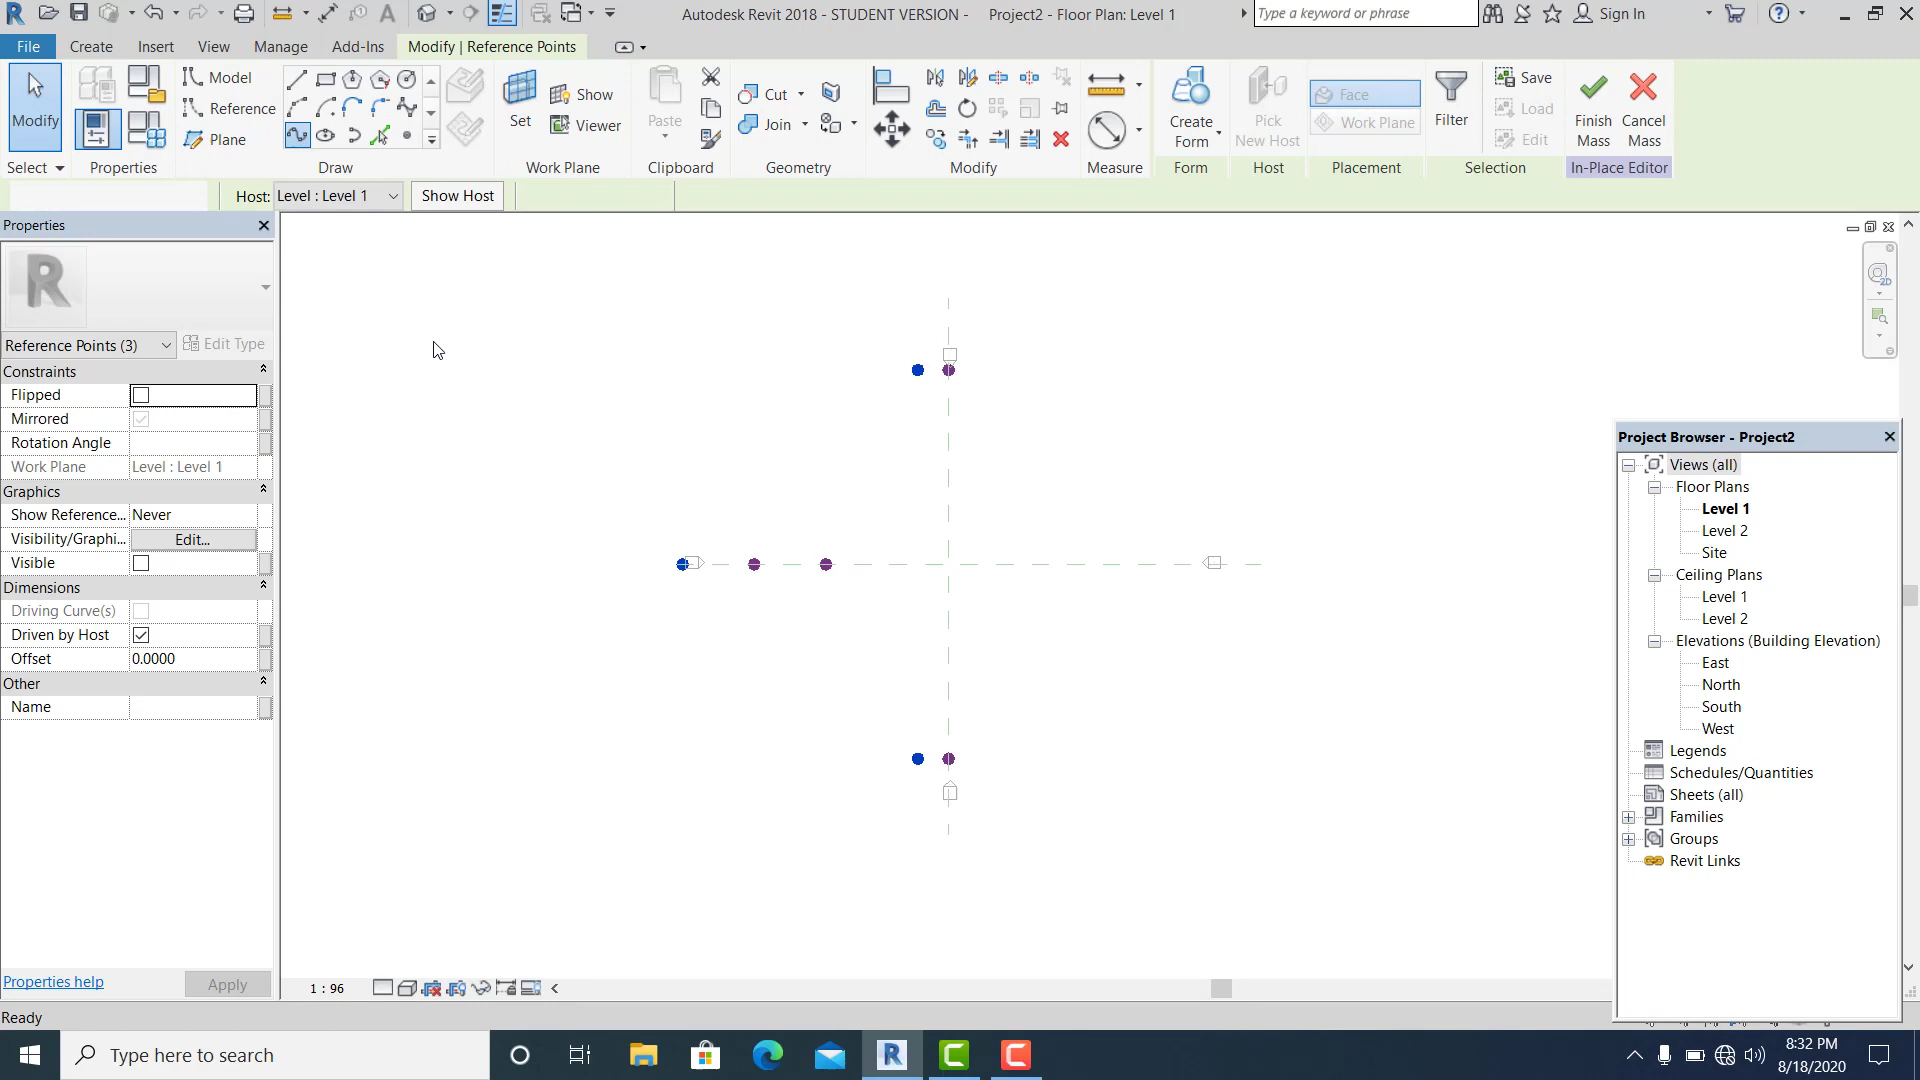 Autodesk Revit 2018 - STUDENT VERSION - Project2 - Floor Plan: Level 1
Type a keyword or phrase
Sign In
File Create Insert View Manage Add-Ins Modify | Reference Points
Modify
Model
Reference
Plane
Set
Show
Viewer
Paste
Cut
Join
Create Form
Pick New Host
Face
Work Plane
Filter
Save
Load
Edit
Finish Mass
Cancel Mass
Select Properties Draw Work Plane Clipboard Geometry Modify Measure Form Host Placement Selection In-Place Editor
Host: Level : Level 1 Show Host
Properties
Reference Points (3) Edit Type
Constraints
Flipped
Mirrored
Rotation Angle
Work Plane Level : Level 1
Graphics
Show Reference... Never
Visibility/Graphi... Edit...
Visible
Dimensions
Driving Curve(s)
Driven by Host
Offset 0.0000
Other
Name
Properties help Apply
2D
Project Browser - Project2
Views (all)
Floor Plans
Level 1
Level 2
Site
Ceiling Plans
Level 1
Level 2
Elevations (Building Elevation)
East
North
South
West
Legends
Schedules/Quantities
Sheets (all)
Families
Groups
Revit Links
1 : 96
Ready
Type here to search
8:32 PM
8/18/2020